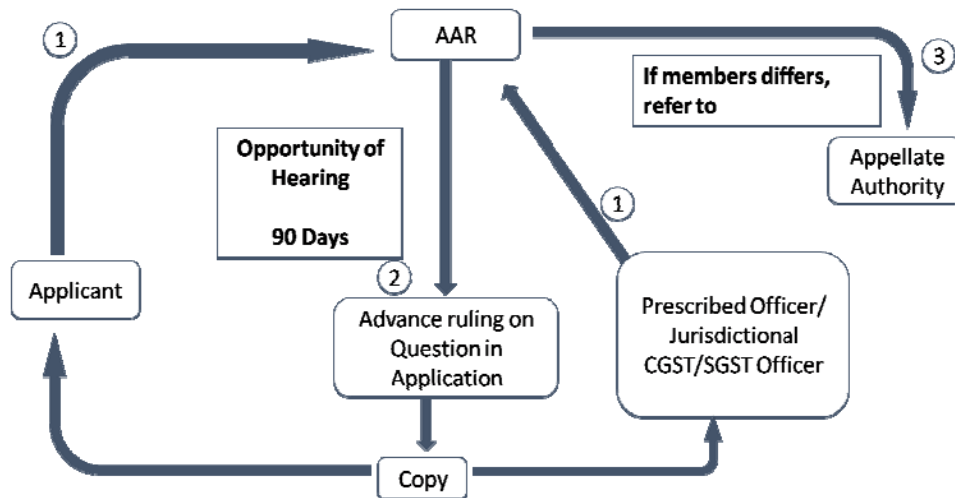 1
AAR
3
If members differs,
refer to
Opportunity of
Hearing
90 Days
Appellate
Authority
1
Applicant
2
Prescribed Officer/
Jurisdictional
CGST/SGST Officer
Advance ruling on
Question in
Application
Copy